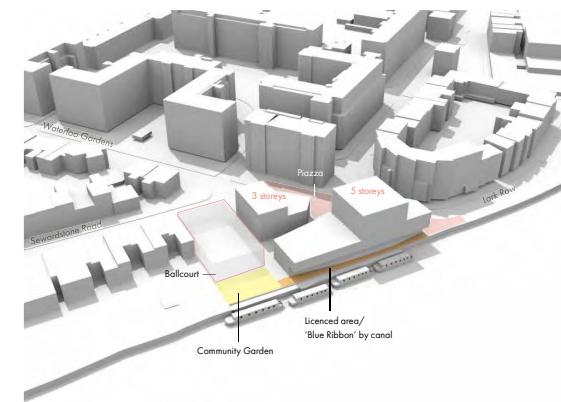 Waterloo Gardens
Piazza
3 storeys
5 storeys
Lark Row
Sewardstone Road
Ballcourt
Licenced area/
'Blue Ribbon' by canal
Community Garden